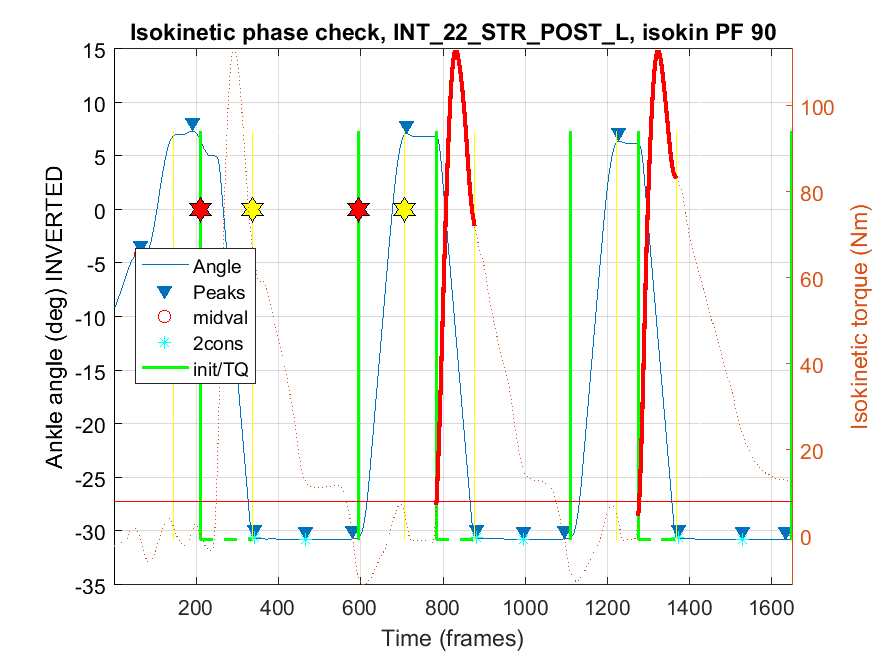 Isokinetic phase check, INT_22_STR_POST_L, isokin PF 90
15
10
5
0
-5
-10
-15
-20
-25
-30
-35
Ankle angle (deg) INVERTED
Angle
Peaks
midval
2cons
init/TQ
100
80
60
40
20
0
Isokinetic torque (Nm)
200
400
600
800
1000
1200
1400
1600
Time (frames)